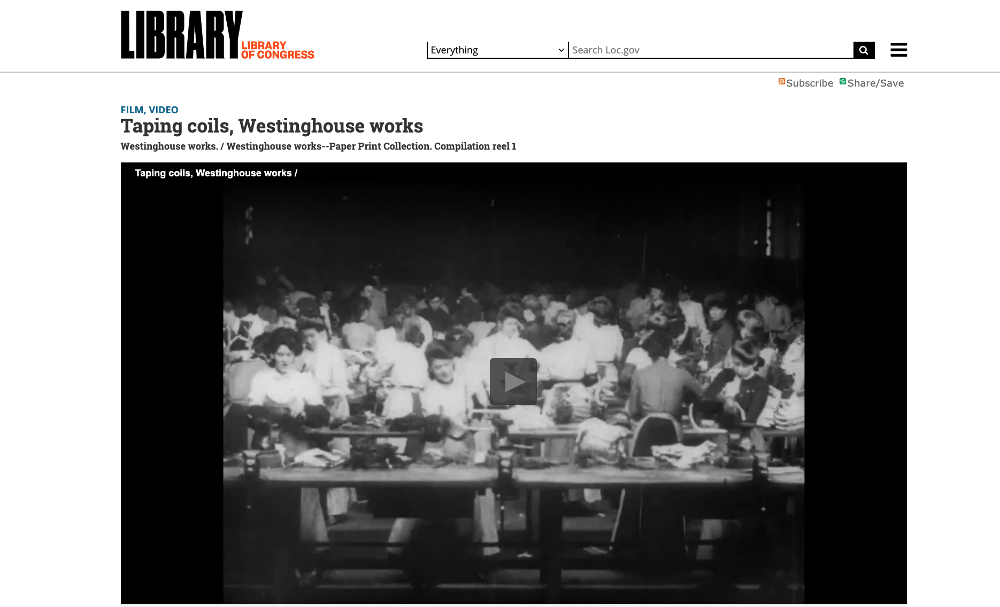 LIBRARY
LIBRARY
OF CONGRESS
Everything
Search Loc.gov
Subscribe Share/Save
FILM, VIDEO
Taping coils, Westinghouse works
Westinghouse works. / Westinghouse works--Paper Print Collection. Compilation reel 1
Taping coils, Westinghouse works /